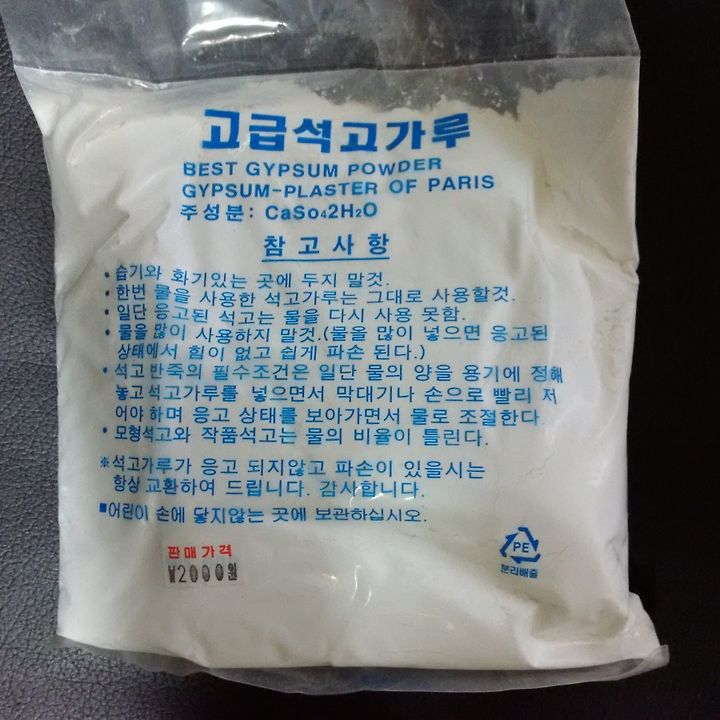 고급석고가루
BEST GYPSUM POWDER
GYPSUM-PLASTER OF PARIS
주성분: CaSo₄2H₂O
참고사항
• 습기와 화기있는 곳에 두지 말것.
• 한번 물을 사용한 석고가루는 그대로 사용할것.
• 일단 응고된 석고는 물을 다시 사용 못함.
• 물을 많이 사용하지 말것.(물을 많이 넣으면 응고된
상태에서 힘이 없고 쉽게 파손 된다.)
• 석고 반죽의 필수조건은 일단 물의 양을 용기에 정해
놓고 석고가루를 넣으면서 막대기나 손으로 빨리 저
어야 하며 응고 상태를 보아가면서 물로 조절한다.
• 모형석고와 작품석고는 물의 비율이 틀린다.
※석고가루가 응고 되지않고 파손이 있을시는
항상 교환하여 드립니다. 감사합니다.
■어린이 손에 닿지않는 곳에 보관하십시오.
판매가격
₩2000원
PE
분리배출